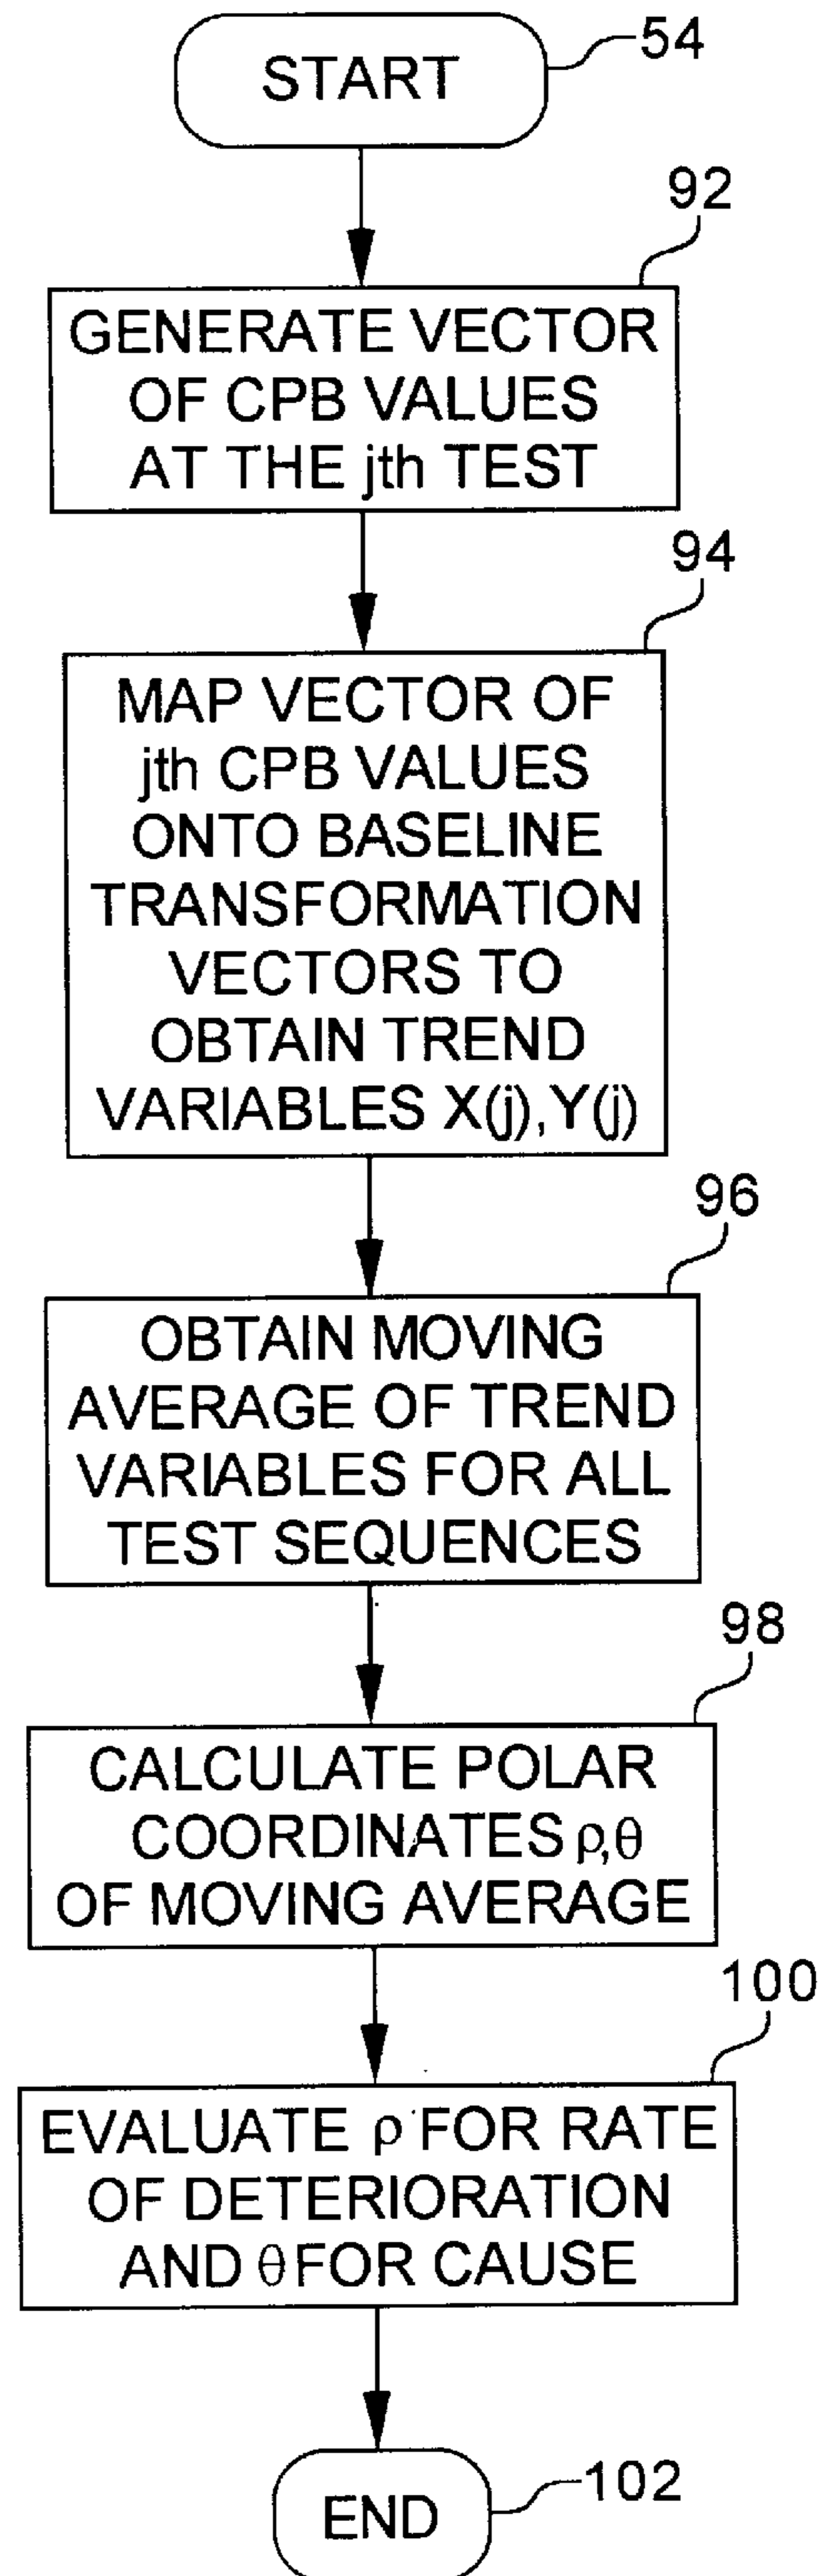 START
54
92
GENERATE VECTOR
OF CPB VALUES
AT THE jth TEST
94
MAP VECTOR OF
jth CPB VALUES
ONTO BASELINE
TRANSFORMATION
VECTORS TO
OBTAIN TREND
VARIABLES X(j),Y(j)
96
OBTAIN MOVING
AVERAGE OF TREND
VARIABLES FOR ALL
TEST SEQUENCES
98
CALCULATE POLAR
COORDINATES ρ,θ
OF MOVING AVERAGE
100
EVALUATE ρ FOR RATE
OF DETERIORATION
AND θ FOR CAUSE
END
102